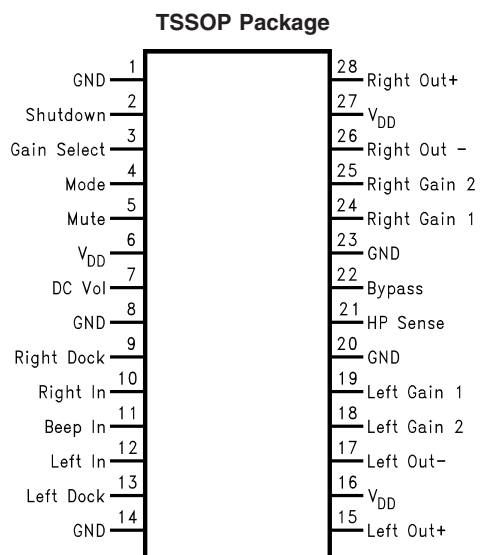 TSSOP Package
GND 1
Shutdown 2
Gain Select 3
Mode 4
Mute 5
VDD 6
DC Vol 7
GND 8
Right Dock 9
Right In 10
Beep In 11
Left In 12
Left Dock 13
GND 14
28 Right Out+
27 VDD
26 Right Out -
25 Right Gain 2
24 Right Gain 1
23 GND
22 Bypass
21 HP Sense
20 GND
19 Left Gain 1
18 Left Gain 2
17 Left Out-
16 VDD
15 Left Out+